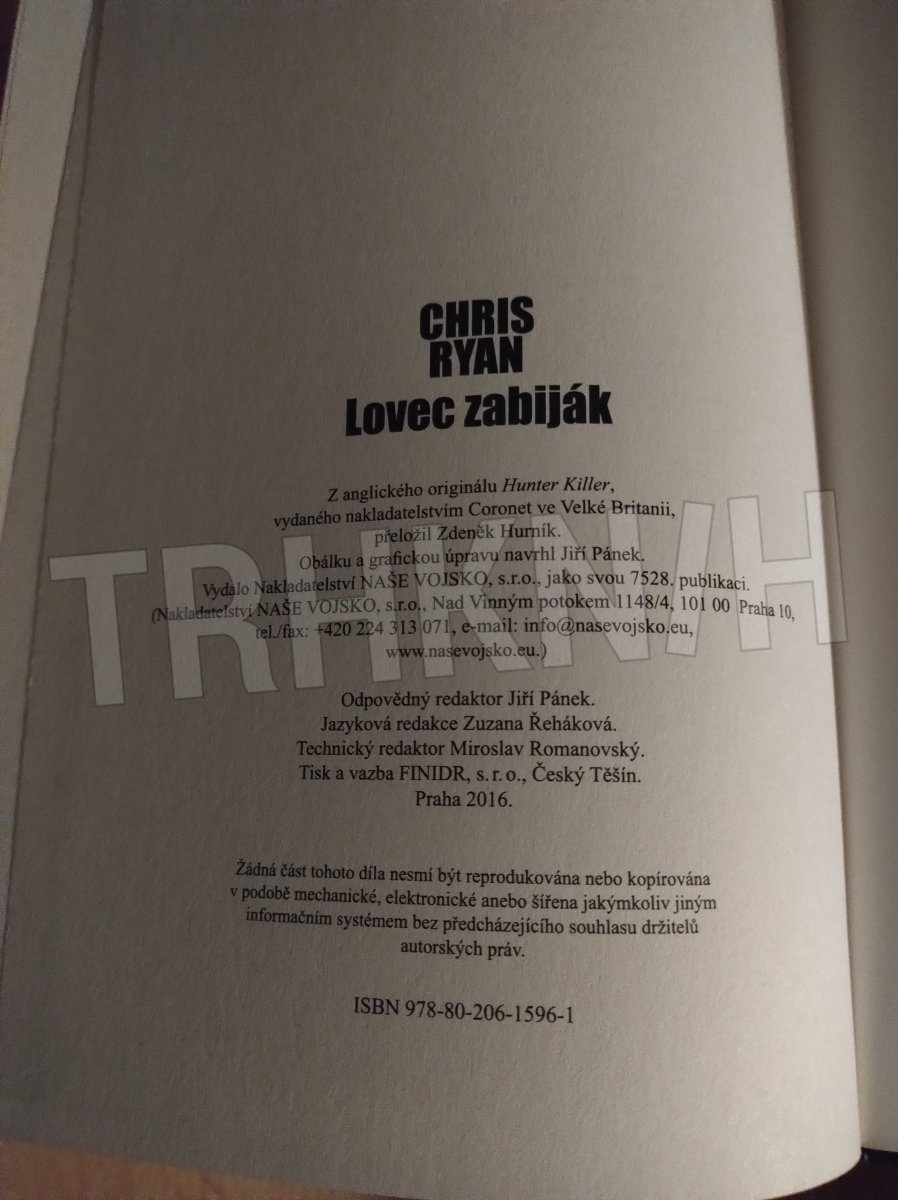 CHRIS
RYAN
Lovec zabiják
Z anglického originálu Hunter Killer,
vydaného nakladatelstvím Coronet ve Velké Britanii,
přeložil Zdeněk Hurník.
Obálku a grafickou úpravu navrhl Jiří Pánek.
Vydalo Nakladatelství NAŠE VOJSKO, s.r.o., jako svou 7528. publikaci.
(Nakladatelství NAŠE VOJSKO, s.r.o., Nad Vinným potokem 1148/4, 101 00 Praha 10,
tel./fax: +420 224 313 071, e-mail: info@nasevojsko.eu,
www.nasevojsko.eu.)
TRHKNIH
Odpovědný redaktor Jiří Pánek.
Jazyková redakce Zuzana Řeháková.
Technický redaktor Miroslav Romanovský.
Tisk a vazba FINIDR, s. r. o., Český Těšín.
Praha 2016.
Žádná část tohoto díla nesmí být reprodukována nebo kopírována
v podobě mechanické, elektronické anebo šířena jakýmkoliv jiným
informačním systémem bez předcházejícího souhlasu držitelů
autorských práv.
ISBN 978-80-206-1596-1